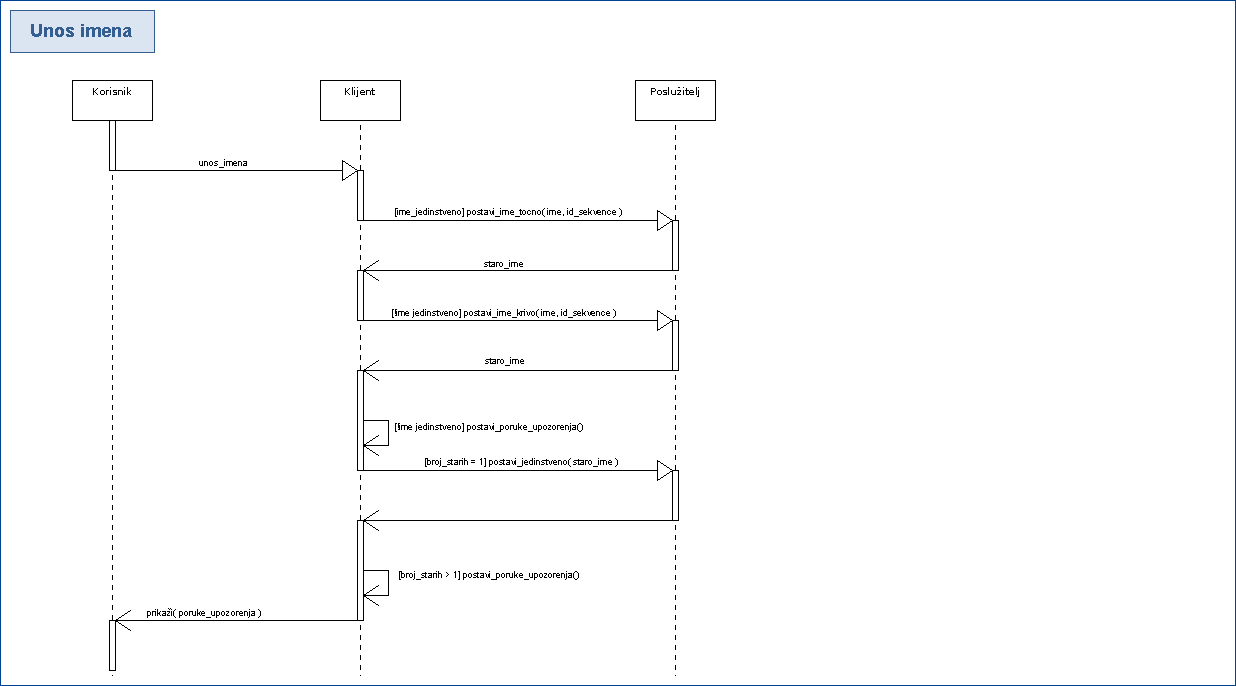 Unos imena
Korisnik
Klijent
Poslužitelj
unos_imena
[ime_jedinstveno] postavi_ime_tocno( ime, id_sekvence )
staro_ime
[!ime jedinstveno] postavi_ime_krivo( ime, id_sekvence )
staro_ime
[!ime jedinstveno] postavi_poruke_upozorenja()
[broj_starih = 1] postavi_jedinstveno( staro_ime )
[broj_starih > 1] postavi_poruke_upozorenja()
prikaži( poruke_upozorenja )